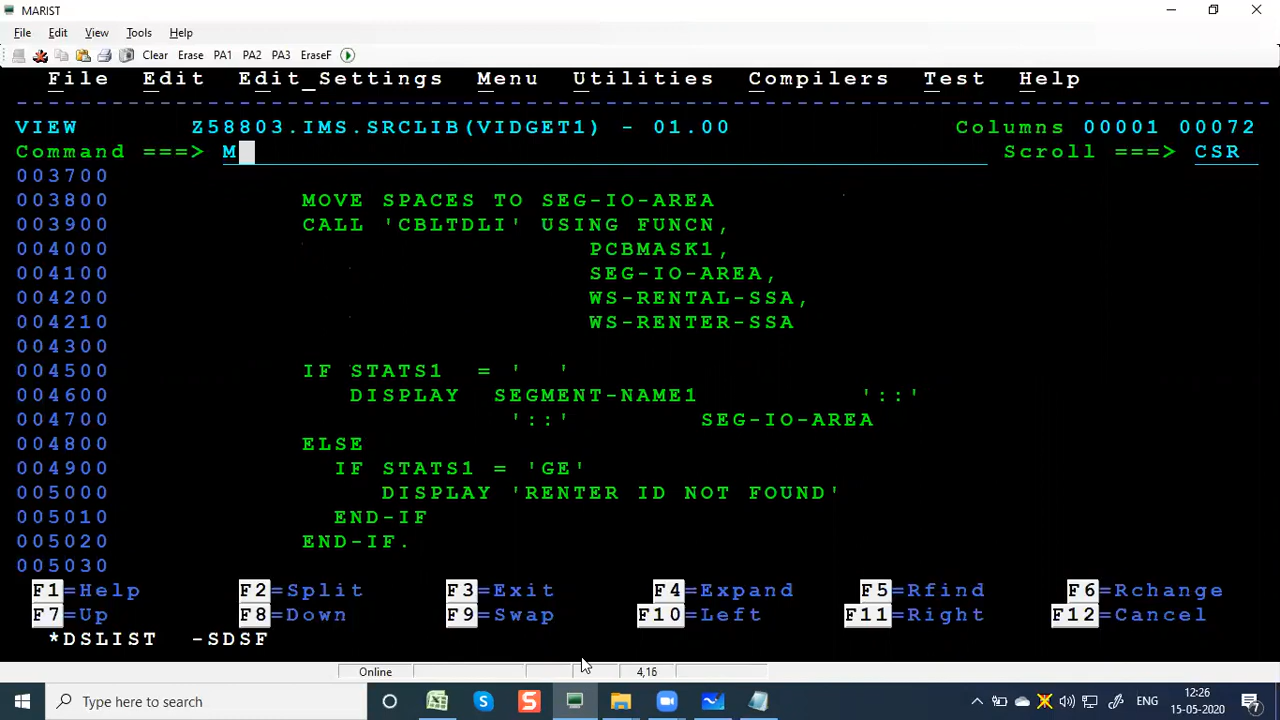 MARIST
File Edit View Tools Help
Clear Erase PA1 PA2 PA3 EraseF
File Edit Edit_Settings Menu Utilities Compilers Test Help
VIEW Z58803.IMS.SRCLIB(VIDGET1) - 01.00 Columns 00001 00072
Command ===> M Scroll ===> CSR
003700
003800 MOVE SPACES TO SEG-IO-AREA
003900 CALL 'CBLTDLI' USING FUNCN,
004000 PCBMASK1,
004100 SEG-IO-AREA,
004200 WS-RENTAL-SSA,
004210 WS-RENTER-SSA
004300
004500 IF STATS1 = '  '
004600 DISPLAY SEGMENT-NAME1 '::'
004700 '::' SEG-IO-AREA
004800 ELSE
004900 IF STATS1 = 'GE'
005000 DISPLAY 'RENTER ID NOT FOUND'
005010 END-IF
005020 END-IF.
005030
F1=Help F2=Split F3=Exit F4=Expand F5=Rfind F6=Rchange
F7=Up F8=Down F9=Swap F10=Left F11=Right F12=Cancel
*DSLIST -SDSF
Online 4,16
Type here to search
ENG 12:26
15-05-2020 7